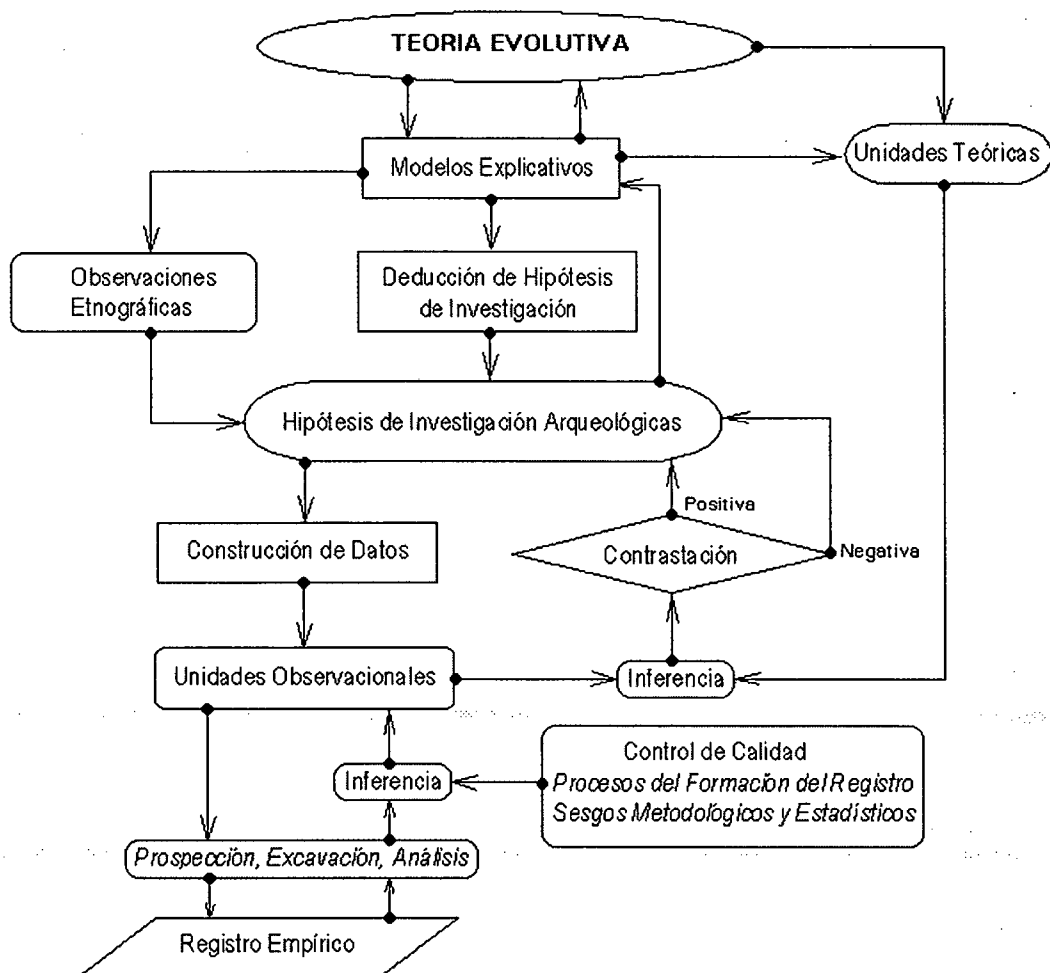 TEORIA EVOLUTIVA
Modelos Explicativos
Unidades Teóricas
Observaciones
Etnográficas
Deducción de Hipótesis
de Investigación
Hipótesis de Investigación Arqueológicas
Positiva
Construcción de Datos
Contrastación
Negativa
Unidades Observacionales
Inferencia
Control de Calidad
Inferencia
Procesos del Formación del Registro
Sesgos Metodológicos y Estadísticos
Prospección, Excavación, Análisis
Registro Empírico